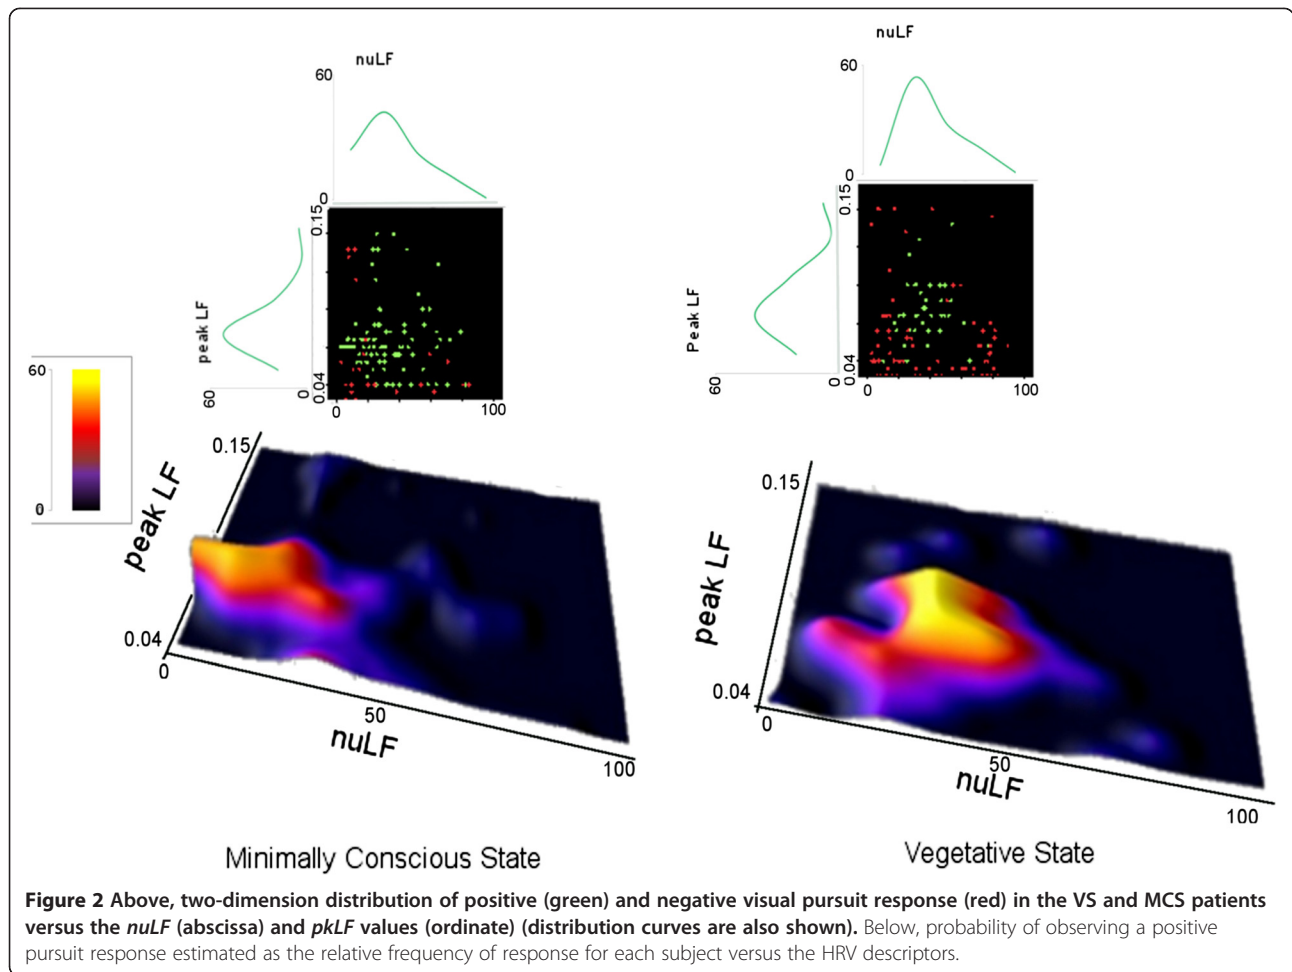 nuLF
60
0
peak LF
60
0
0.15
0.04
0
100
nuLF
60
0
Peak LF
60
0
0.15
0.04
0
100
60
0
0.15
peak LF
0.04
0
50
nuLF
100
0.15
peak LF
0.04
0
50
nuLF
100
Minimally Conscious State
Vegetative State
Figure 2 Above, two-dimension distribution of positive (green) and negative visual pursuit response (red) in the VS and MCS patients
versus the nuLF (abscissa) and pkLF values (ordinate) (distribution curves are also shown). Below, probability of observing a positive
pursuit response estimated as the relative frequency of response for each subject versus the HRV descriptors.